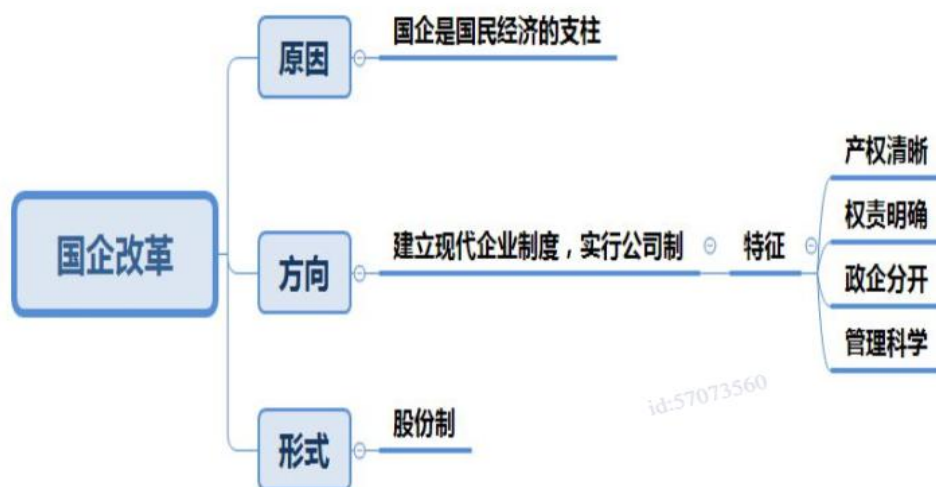 国企改革
原因
国企是国民经济的支柱
方向
建立现代企业制度，实行公司制
特征
产权清晰
权责明确
政企分开
管理科学
形式
股份制
id:57073560